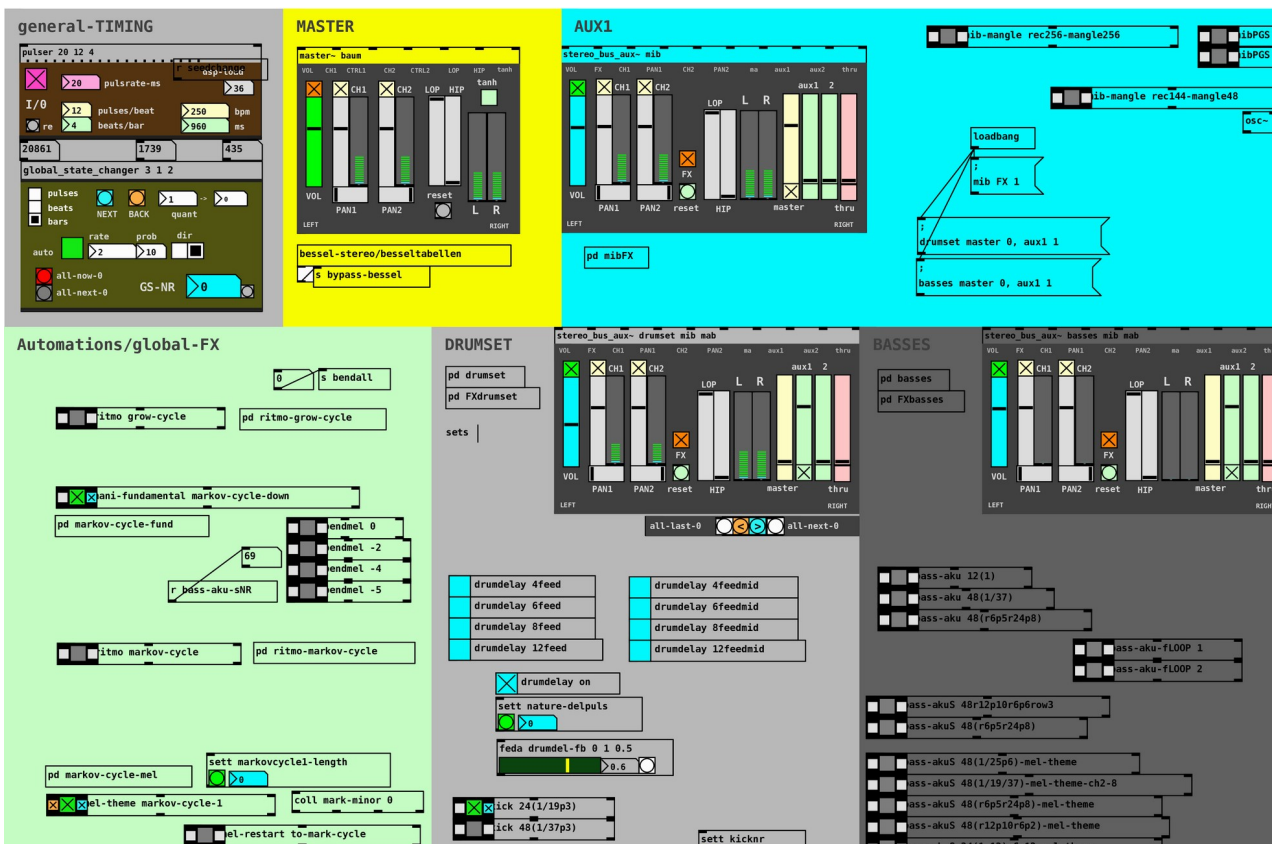 general-TIMING
pulser 20 12 4
r seedchange
20 pulsrate-ms
36
I/O
12 pulses/beat
250 bpm
re
4 beats/bar
960 ms
20861
1739
435
global_state_changer 3 1 2
pulses
beats
bars
NEXT BACK
1 -> 0
quant
rate prob dir
auto
2
10
all-now-0
all-next-0
GS-NR
0
MASTER
master~ baum
VOL CH1 CTRL1 CH2 CTRL2 LOP HIP tanh
CH1 CH2 LOP HIP tanh
VOL
PAN1 PAN2
reset
L R
LEFT RIGHT
bessel-stereo/besseltabellen
s bypass-bessel
AUX1
stereo_bus_aux~ mib
VOL FX CH1 PAN1 CH2 PAN2 ma aux1 aux2 thru
CH1 CH2 LOP L R aux1 2
FX
VOL
PAN1 PAN2 reset HIP master thru
LEFT RIGHT
pd mibFX
ib-mangle rec256-mangle256
ibPGS
ibPGS
ib-mangle rec144-mangle48
osc~
loadbang
;
mib FX 1
;
drumset master 0, aux1 1
;
basses master 0, aux1 1
Automations/global-FX
0
s bendall
ritmo grow-cycle
pd ritmo-grow-cycle
ani-fundamental markov-cycle-down
pd markov-cycle-fund
endmel 0
endmel -2
endmel -4
endmel -5
69
r bass-aku-sNR
ritmo markov-cycle
pd ritmo-markov-cycle
sett markovcycle1-length
0
pd markov-cycle-mel
el-theme markov-cycle-1
coll mark-minor 0
el-restart to-mark-cycle
DRUMSET
stereo_bus_aux~ drumset mib mab
pd drumset
pd FXdrumset
sets
VOL FX CH1 PAN1 CH2 PAN2 ma aux1 aux2 thru
CH1 CH2 LOP L R aux1 2
FX
VOL
PAN1 PAN2 reset HIP master thru
LEFT RIGHT
all-last-0 < > all-next-0
drumdelay 4feed
drumdelay 6feed
drumdelay 8feed
drumdelay 12feed
drumdelay 4feedmid
drumdelay 6feedmid
drumdelay 8feedmid
drumdelay 12feedmid
drumdelay on
sett nature-delpuls
0
feda drumdel-fb 0 1 0.5
0.6
ick 24(1/19p3)
ick 48(1/37p3)
sett kicknr
BASSES
stereo_bus_aux~ basses mib mab
pd basses
pd FXbasses
VOL FX CH1 PAN1 CH2 PAN2 ma aux1 aux2 th
CH1 CH2 LOP L R aux1 2
FX
VOL
PAN1 PAN2 reset HIP master thr
LEFT RIGH
ass-aku 12(1)
ass-aku 48(1/37)
ass-aku 48(r6p5r24p8)
ass-aku-fLOOP 1
ass-aku-fLOOP 2
ass-akuS 48r12p10r6p6row3
ass-akuS 48(r6p5r24p8)
ass-akuS 48(1/25p6)-mel-theme
ass-akuS 48(1/19/37)-mel-theme-ch2-8
ass-akuS 48(r6p5r24p8)-mel-theme
ass-akuS 48(r12p10r6p2)-mel-theme